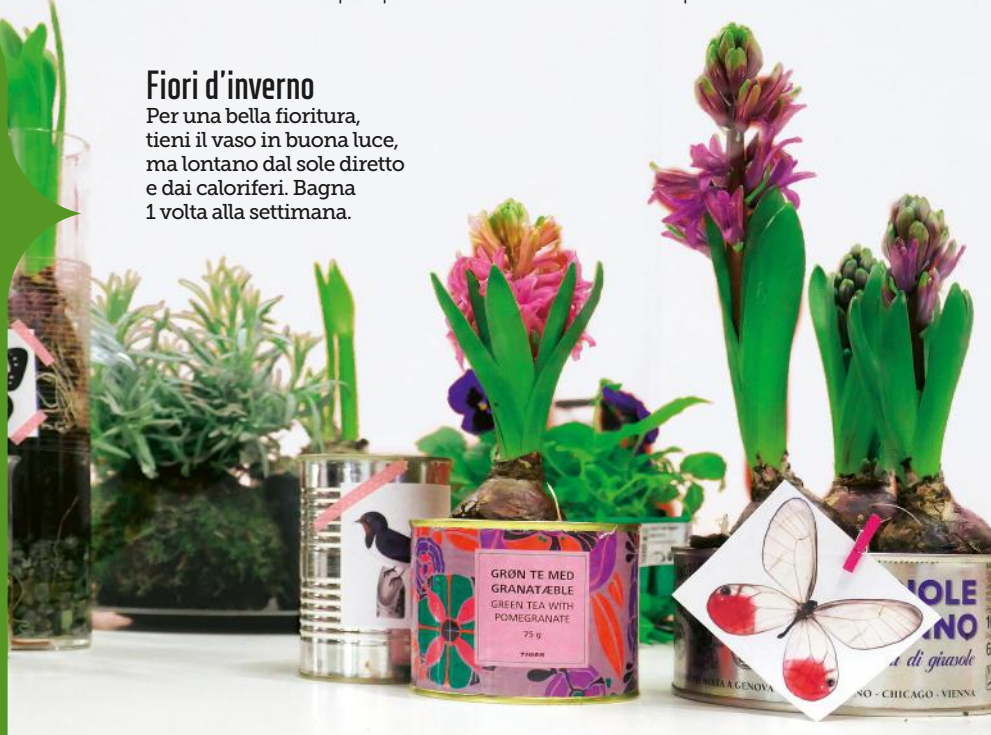 Fiori d'inverno
Per una bella fioritura,
tieni il vaso in buona luce,
ma lontano dal sole diretto
e dai caloriferi. Bagna
1 volta alla settimana.
GRØN TE MED
GRANATÆBLE
GREEN TEA WITH
POMEGRANATE
75 g
TIGER
di girasole
A GENOVA
NO - CHICAGO - VIENNA